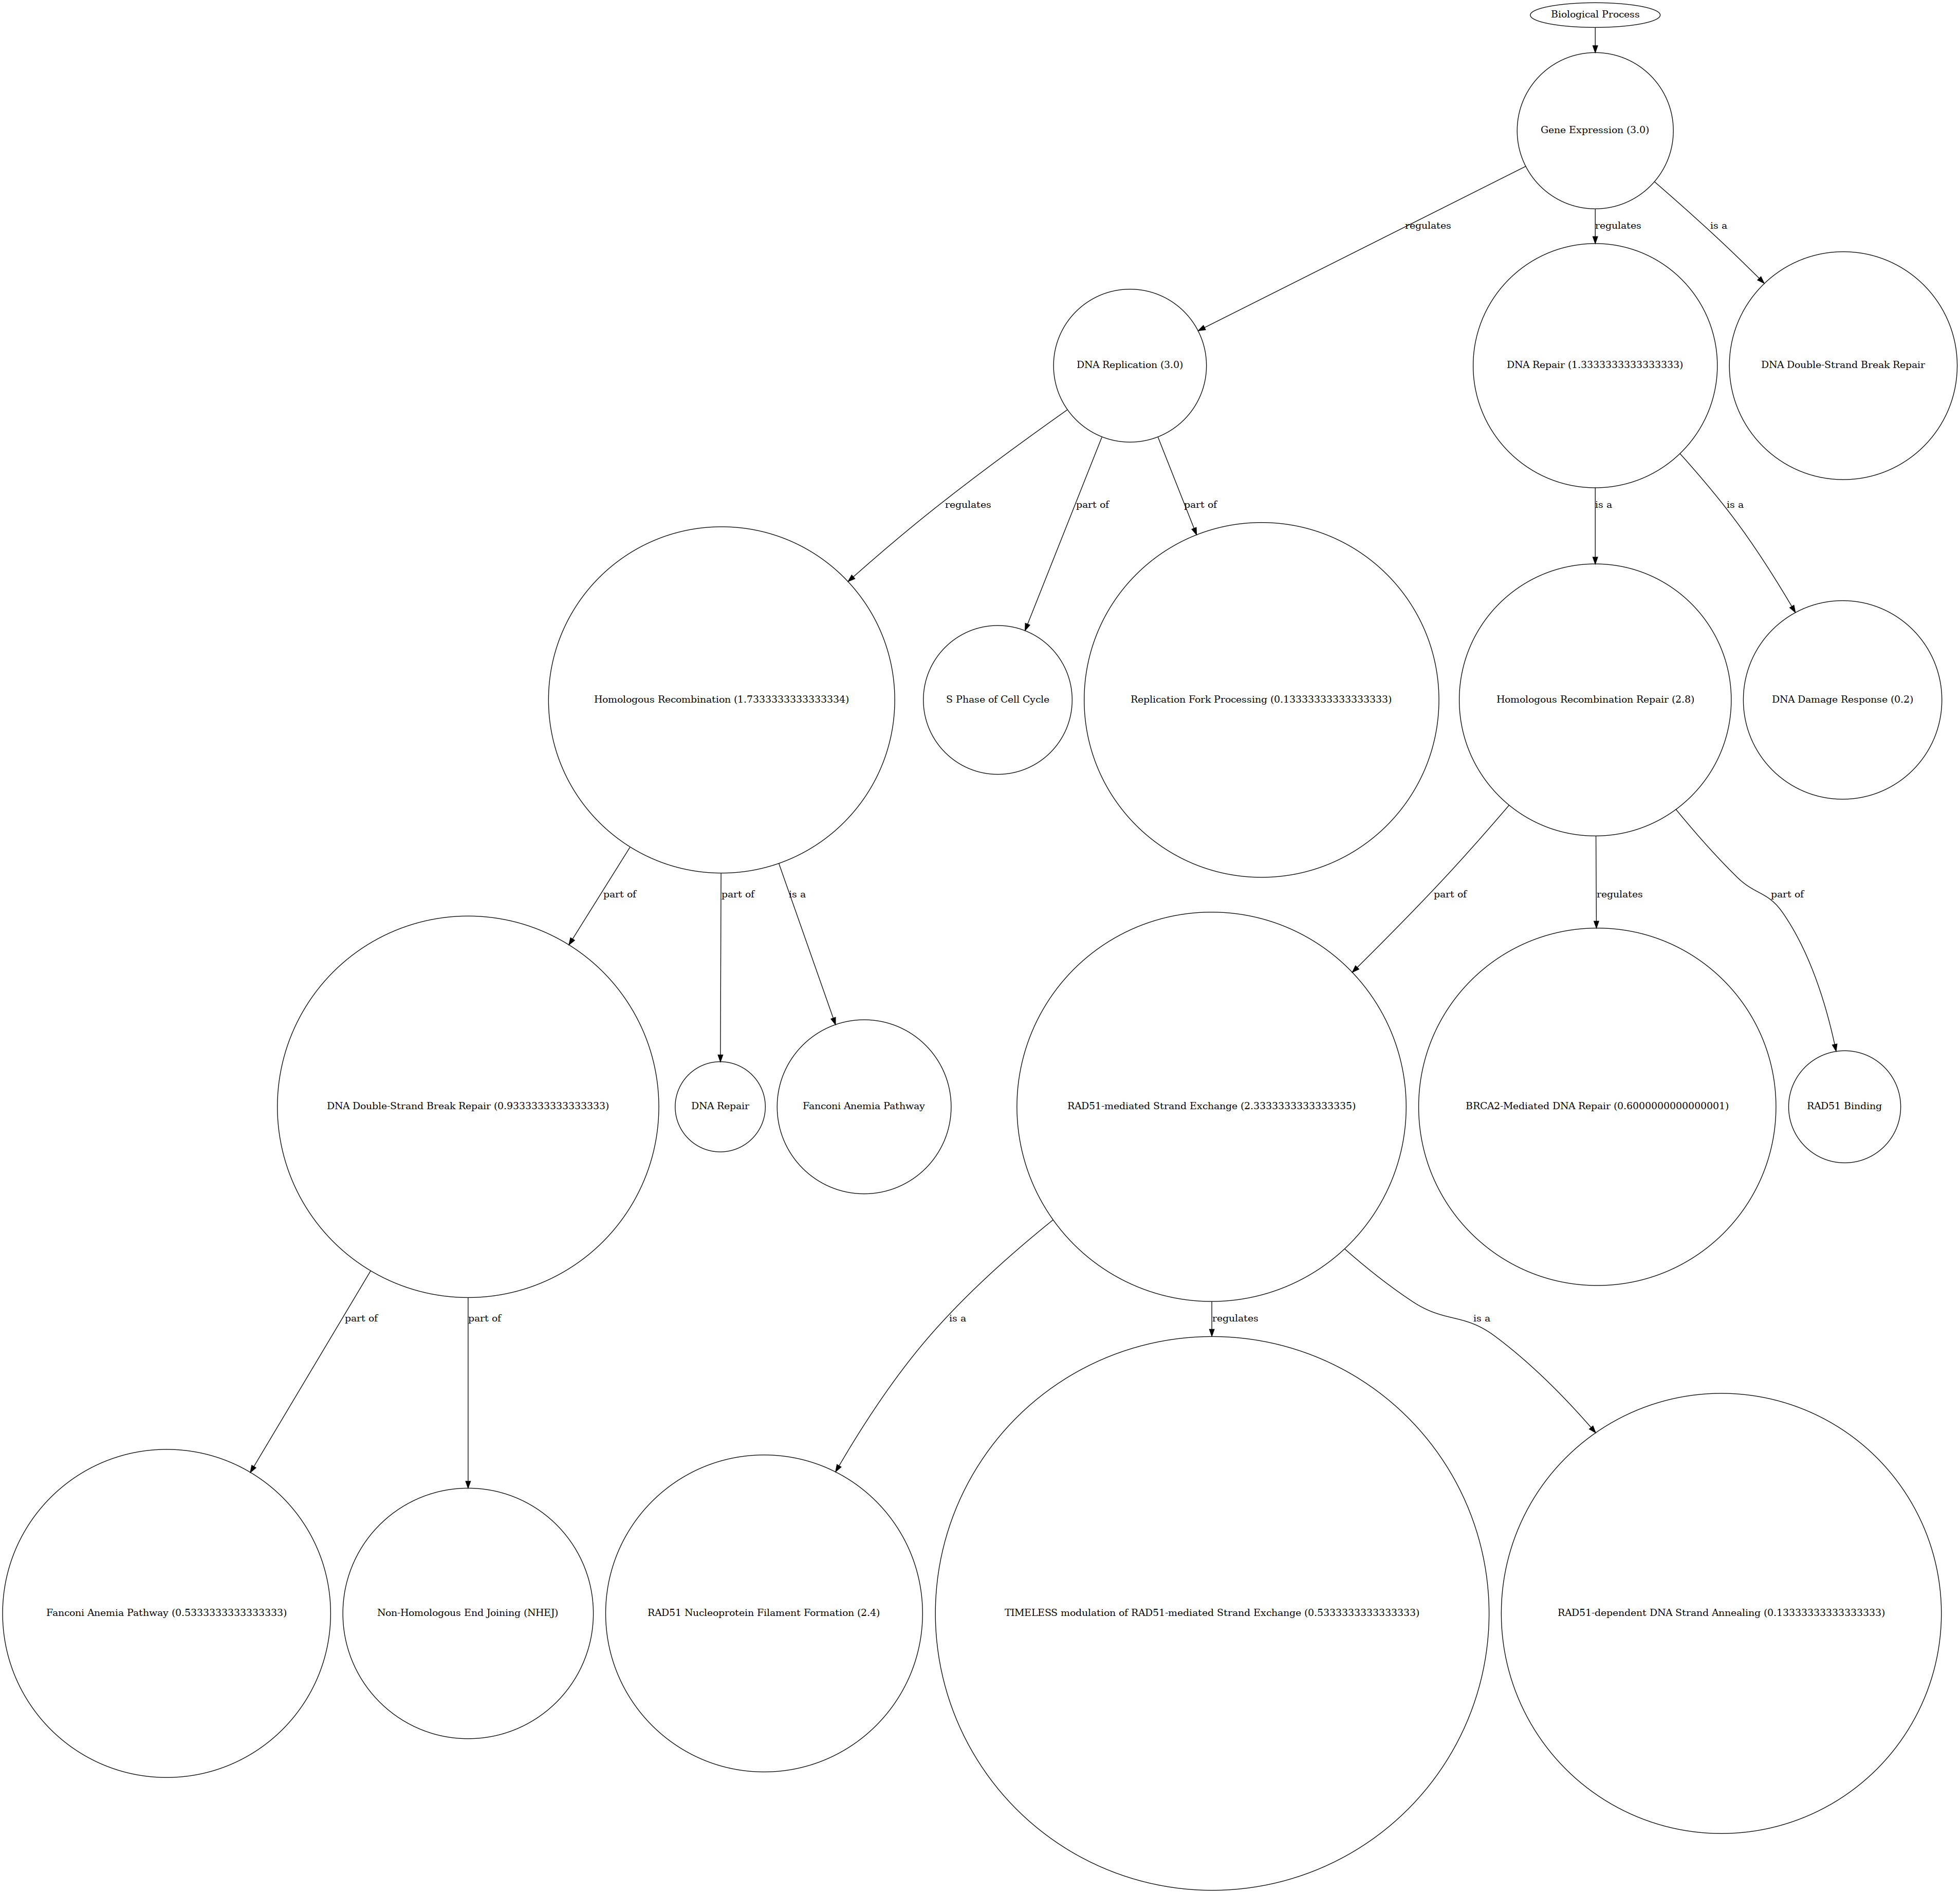 Biological Process
Gene Expression (3.0)
regulates
regulates
is a
DNA Replication (3.0)
DNA Repair (1.3333333333333333)
DNA Double-Strand Break Repair
regulates
part of
part of
is a
is a
Homologous Recombination (1.7333333333333334)
S Phase of Cell Cycle
Replication Fork Processing (0.13333333333333333)
Homologous Recombination Repair (2.8)
DNA Damage Response (0.2)
part of
part of
is a
part of
regulates
part of
DNA Double-Strand Break Repair (0.9333333333333333)
DNA Repair
Fanconi Anemia Pathway
RAD51-mediated Strand Exchange (2.3333333333333335)
BRCA2-Mediated DNA Repair (0.6000000000000001)
RAD51 Binding
part of
part of
is a
regulates
is a
Fanconi Anemia Pathway (0.5333333333333333)
Non-Homologous End Joining (NHEJ)
RAD51 Nucleoprotein Filament Formation (2.4)
TIMELESS modulation of RAD51-mediated Strand Exchange (0.5333333333333333)
RAD51-dependent DNA Strand Annealing (0.13333333333333333)